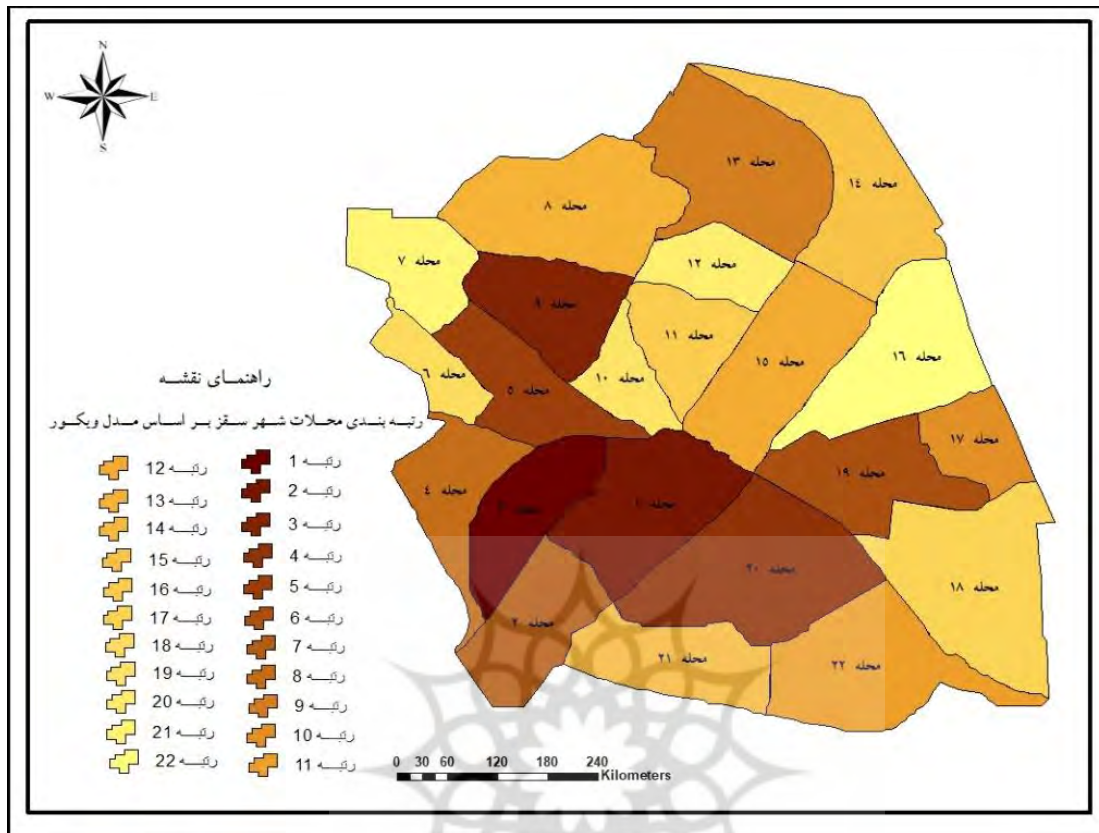 N
W E
S
محله ۱۳
محله ۱۴
محله ۸
محله ۱۲
محله ۷
محله ۹
محله ۱۱
محله ۱۶
محله ۱۵
محله ۶
محله ۱۰
محله ۵
محله ۱۷
محله ۱۹
محله ۴
محله
محله
محله ۲۰
محله ۱۸
محله ۲
محله ۲۱
محله ۲۲
راهنمای نقشه
رتبه بندی محلات شهر سقز بر اساس مدل ویکور
رتبه 1
رتبه 2
رتبه 3
رتبه 4
رتبه 5
رتبه 6
رتبه 7
رتبه 8
رتبه 9
رتبه 10
رتبه 11
رتبه 12
رتبه 13
رتبه 14
رتبه 15
رتبه 16
رتبه 17
رتبه 18
رتبه 19
رتبه 20
رتبه 21
رتبه 22
0 30 60 120 180 240
Kilometers